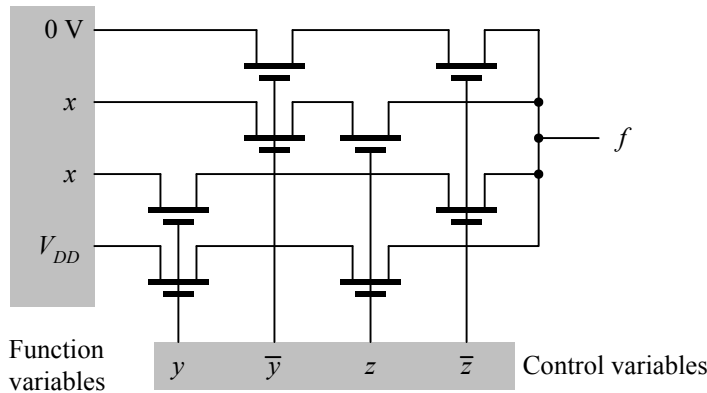 0 V
x
x
V_DD
f
Function
variables
y y̅ z z̅
Control variables